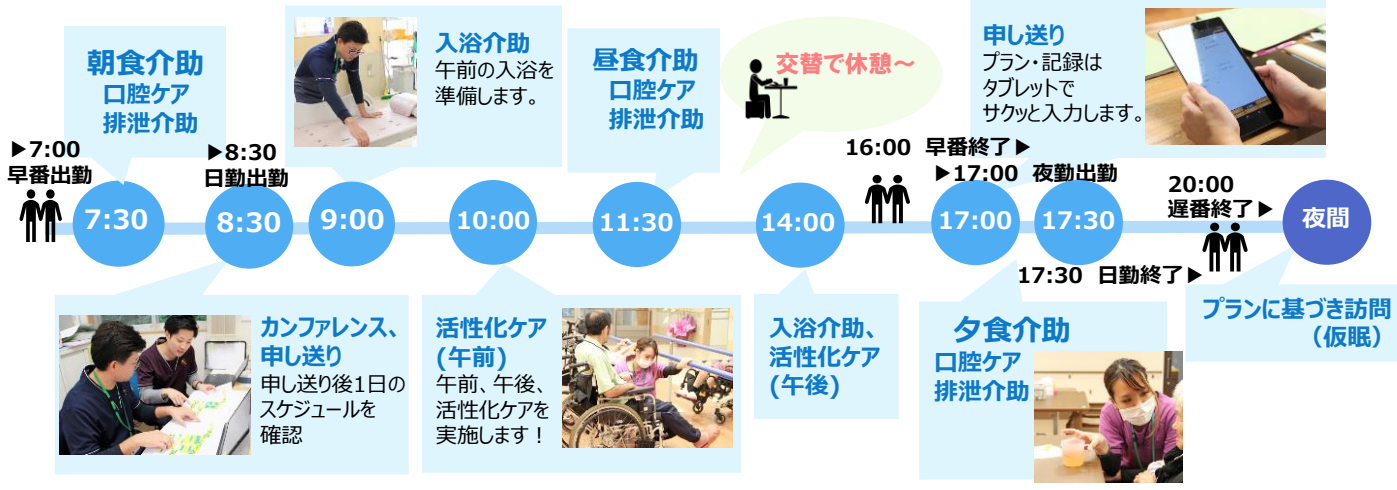 ▶7:00
早番出勤
朝食介助
口腔ケア
排泄介助
7:30
▶8:30
日勤出勤
8:30
カンファレンス、
申し送り
申し送り後1日の
スケジュールを
確認
入浴介助
午前の入浴を
準備します。
9:00
10:00
活性化ケア
(午前)
午前、午後、
活性化ケアを
実施します！
昼食介助
口腔ケア
排泄介助
11:30
交替で休憩～
14:00
入浴介助、
活性化ケア
(午後)
16:00 早番終了▶
▶17:00 夜勤出勤
申し送り
プラン・記録は
タブレットで
サクッと入力します。
17:00
夕食介助
口腔ケア
排泄介助
17:30
17:30 日勤終了▶
20:00
遅番終了▶
夜間
プランに基づき訪問
（仮眠）